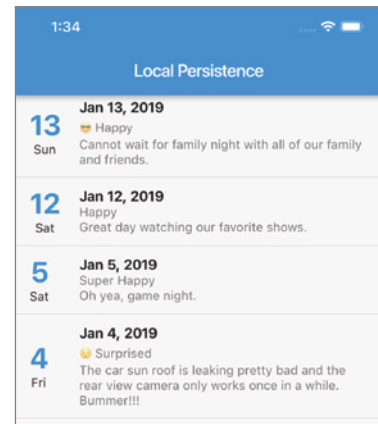 1:34
Local Persistence
13
Sun
Jan 13, 2019
😎 Happy
Cannot wait for family night with all of our family
and friends.
12
Sat
Jan 12, 2019
Happy
Great day watching our favorite shows.
5
Sat
Jan 5, 2019
Super Happy
Oh yea, game night.
4
Fri
Jan 4, 2019
😳 Surprised
The car sun roof is leaking pretty bad and the
rear view camera only works once in a while.
Bummer!!!